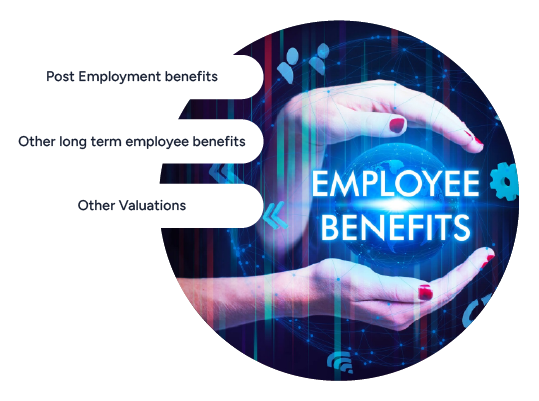 Post Employment benefits
Other long term employee benefits
Other Valuations
EMPLOYEE
BENEFITS